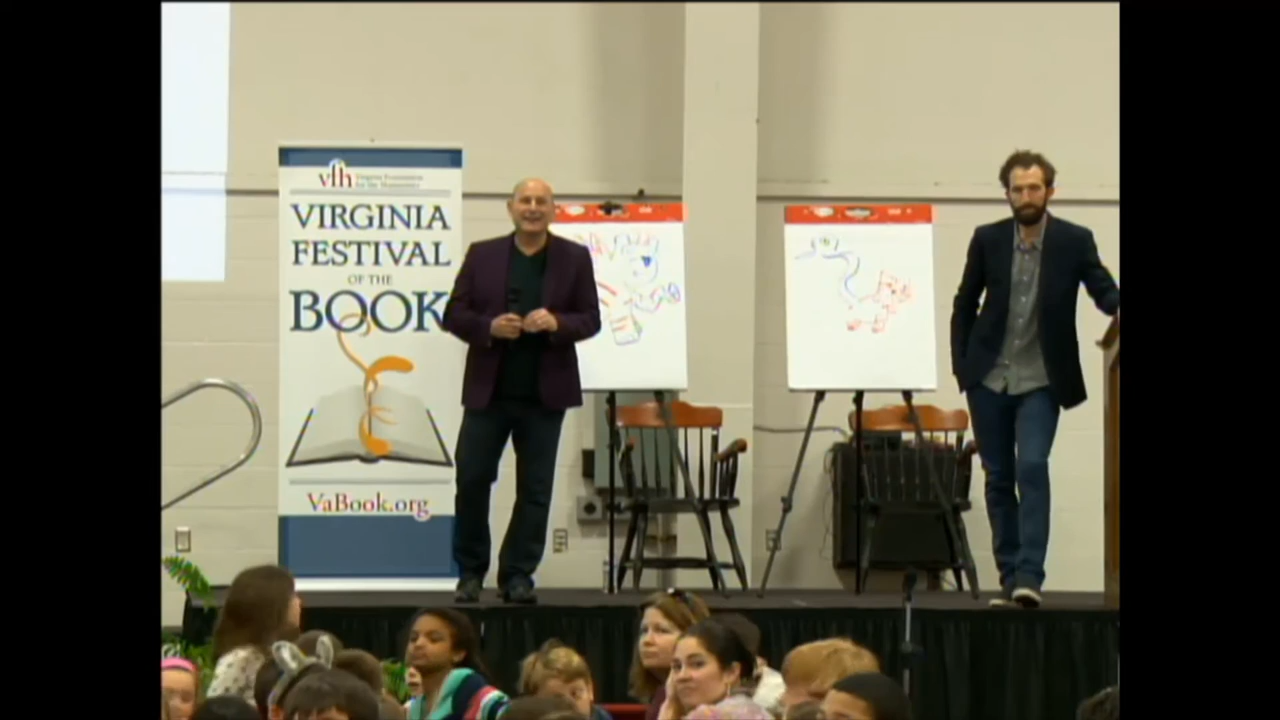 vfh Virginia Foundation
for the Humanities
VIRGINIA
FESTIVAL
OF THE
BOOK
VaBook.org